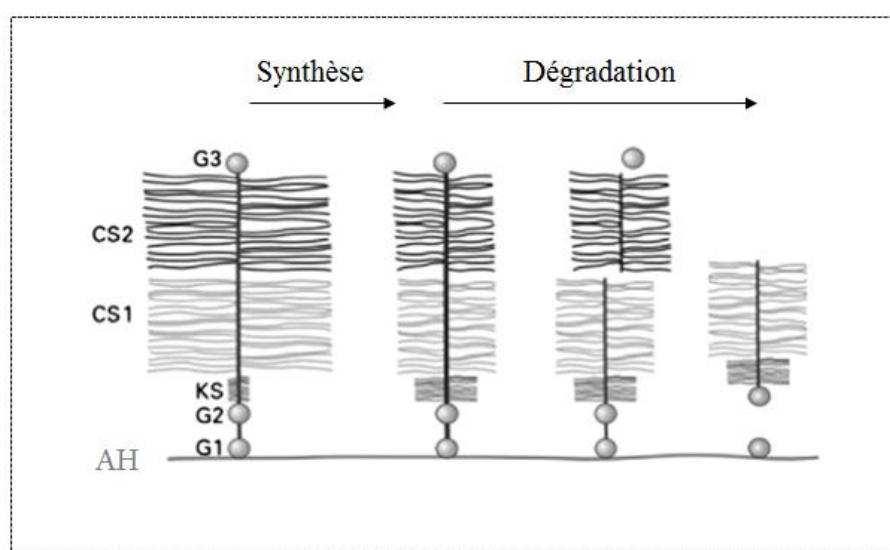 Synthèse
Dégradation
G3
CS2
CS1
KS
G2
G1
AH